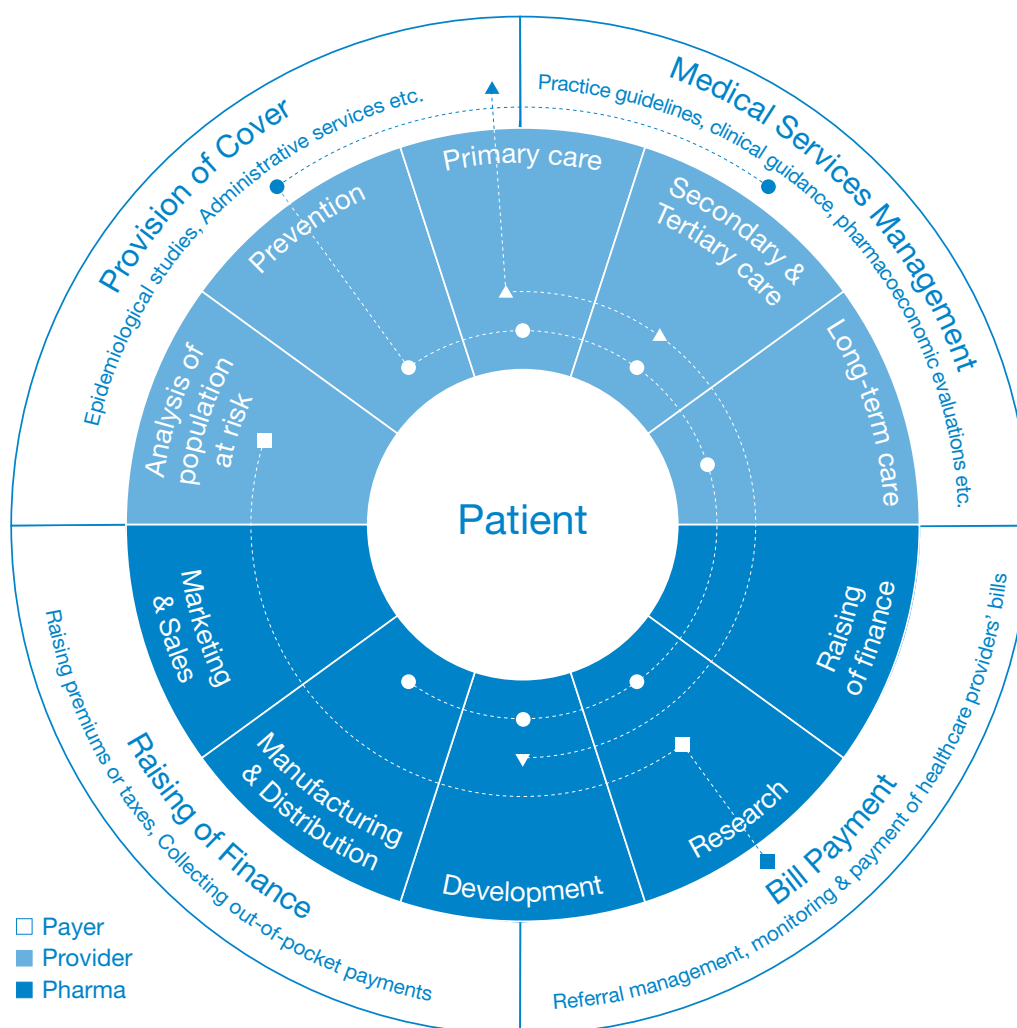 Provision of Cover
Epidemiological studies, Administrative services etc.
Medical Services Management
Practice guidelines, clinical guidance, pharmacoeconomic evaluations etc.
Analysis of
population
at risk
Prevention
Primary care
Secondary &
Tertiary care
Long-term care
Patient
Marketing
& Sales
Manufacturing
& Distribution
Development
Research
Raising
of finance
Raising of Finance
Raising premiums or taxes, Collecting out-of-pocket payments
Bill Payment
Referral management, monitoring & payment of healthcare providers' bills
Payer
Provider
Pharma